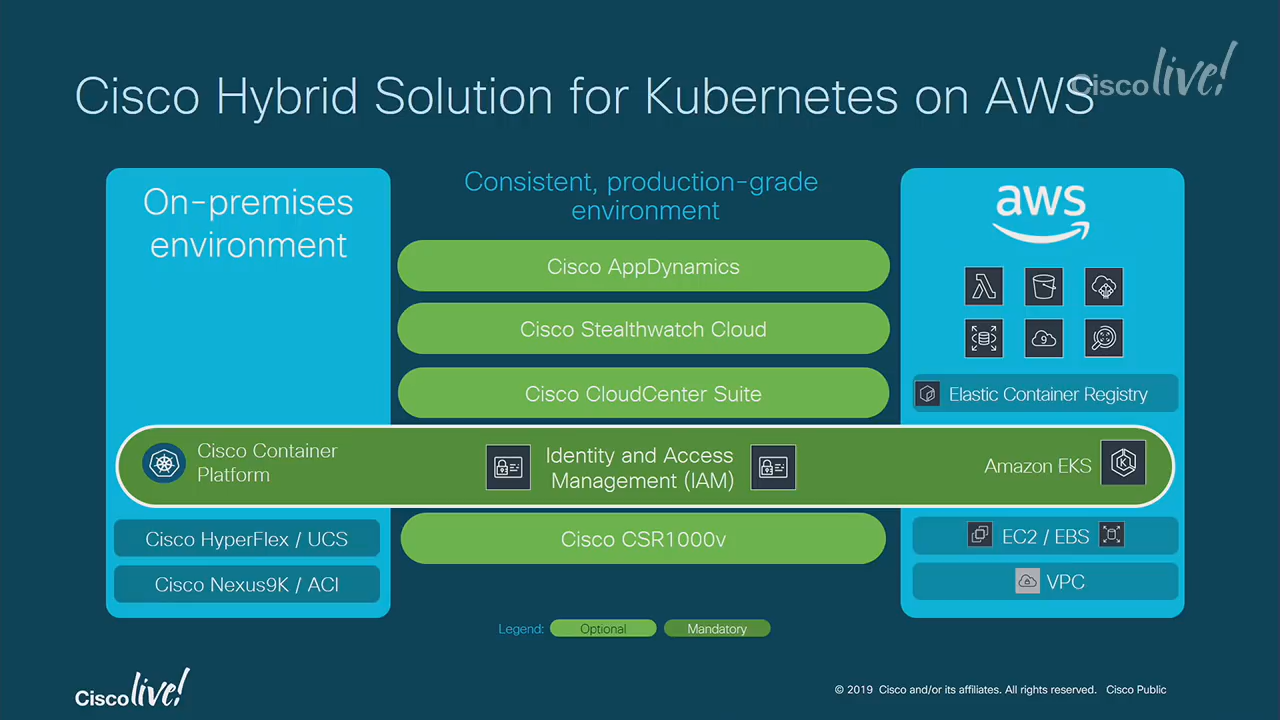 Cisco Hybrid Solution for Kubernetes on AWS
Cisco live!
On-premises
environment
Consistent, production-grade
environment
aws
Cisco AppDynamics
Cisco Stealthwatch Cloud
Cisco CloudCenter Suite
Elastic Container Registry
Cisco Container
Platform
Identity and Access
Management (IAM)
Amazon EKS
Cisco HyperFlex / UCS
Cisco CSR1000v
EC2 / EBS
Cisco Nexus9K / ACI
VPC
Legend:
Optional
Mandatory
Cisco live!
© 2019 Cisco and/or its affiliates. All rights reserved. Cisco Public